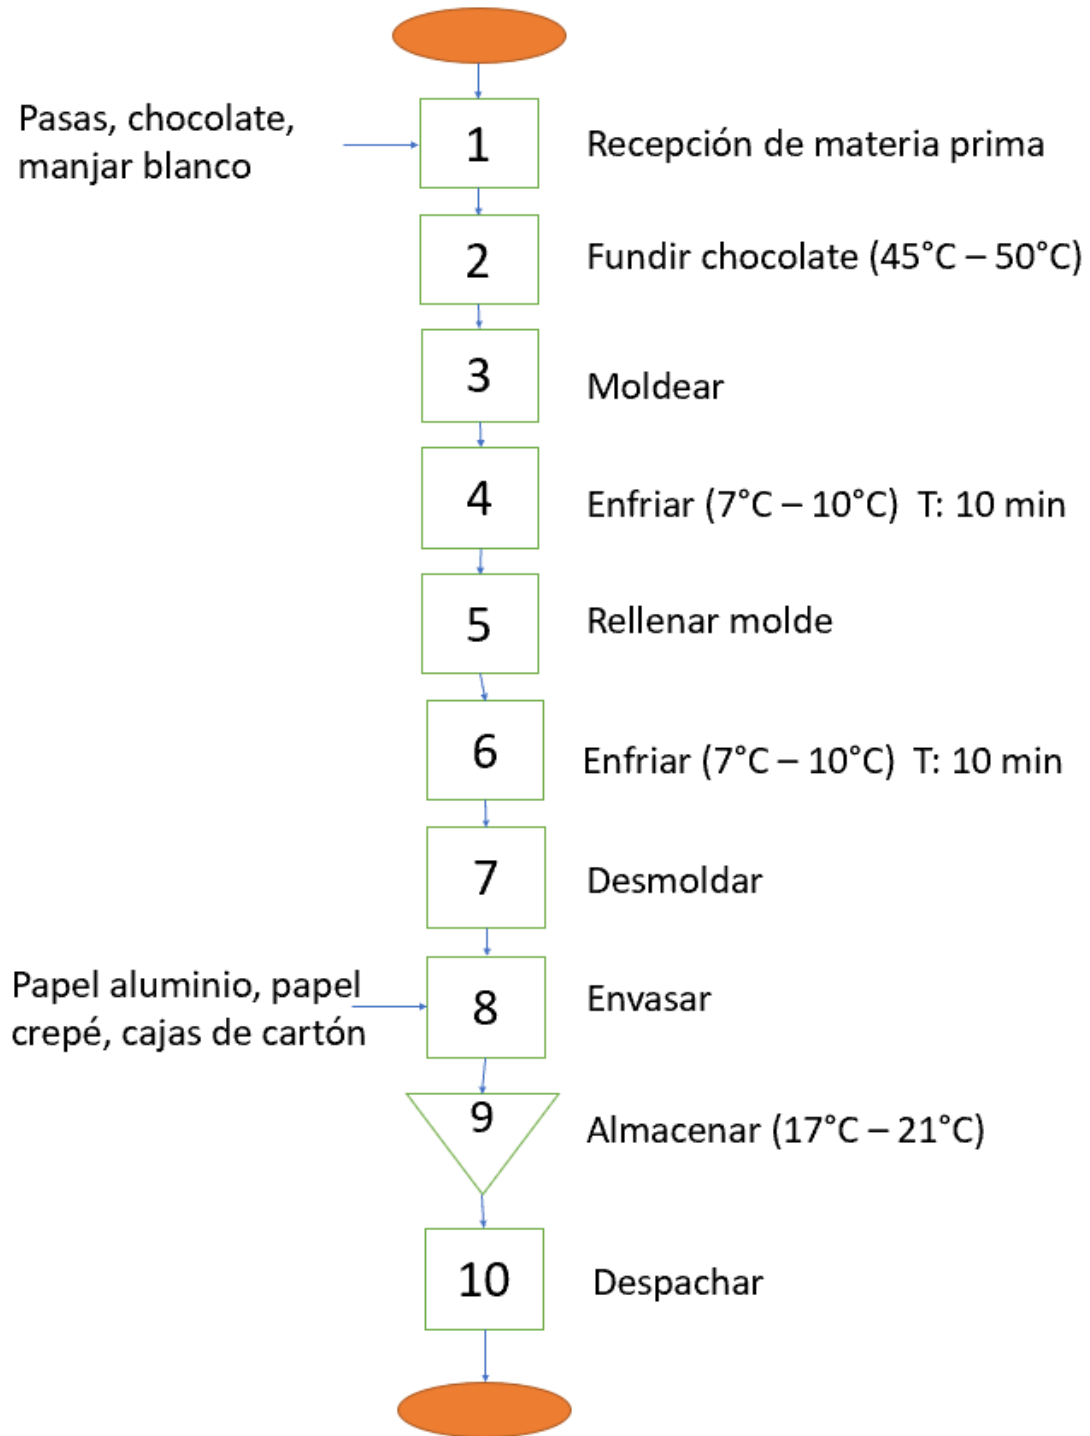 Pasas, chocolate,
manjar blanco
1
Recepción de materia prima
2
Fundir chocolate (45°C – 50°C)
3
Moldear
4
Enfriar (7°C – 10°C)  T: 10 min
5
Rellenar molde
6
Enfriar (7°C – 10°C)  T: 10 min
7
Desmoldar
Papel aluminio, papel
crepé, cajas de cartón
8
Envasar
9
Almacenar (17°C – 21°C)
10
Despachar